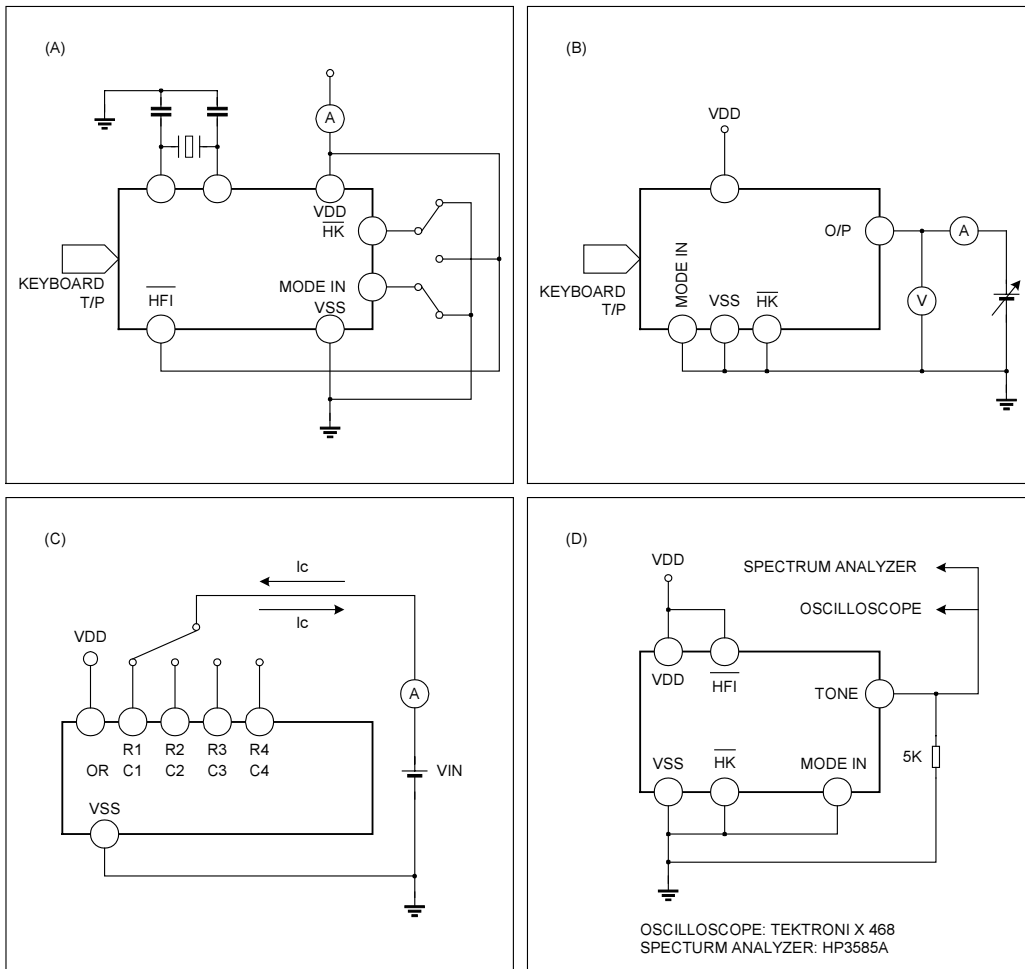 (A)
A
VDD
HK
KEYBOARD
T/P
HFI
MODE IN
VSS
(B)
VDD
O/P
A
KEYBOARD
T/P
MODE IN
VSS
HK
V
(C)
Ic
Ic
VDD
A
R1 R2 R3 R4
OR C1 C2 C3 C4
VIN
VSS
(D)
VDD
SPECTRUM ANALYZER
OSCILLOSCOPE
VDD
HFI
TONE
VSS
HK
MODE IN
5K
OSCILLOSCOPE: TEKTRONI X 468
SPECTURM ANALYZER: HP3585A